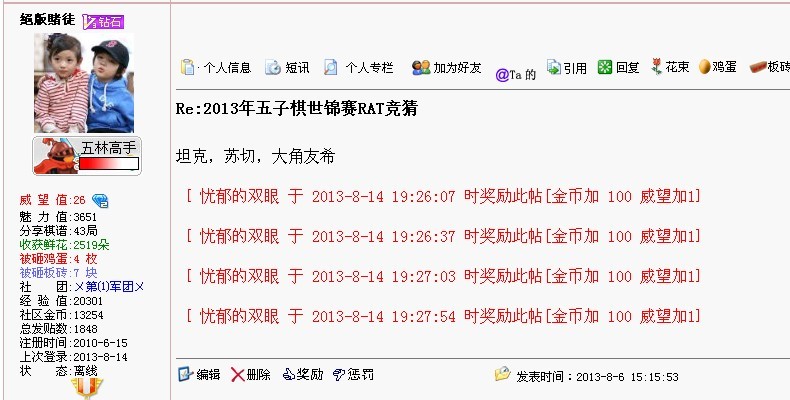 绝版赌徒 钻石
五林高手
威 望 值:26
魅 力 值:3651
分享棋谱:43局
收获鲜花:2519朵
被砸鸡蛋:4 枚
被砸板砖:7 块
社 团:㐅第⑴军团㐅
经 验 值:20301
社区金币:13254
总发贴数:1848
注册时间:2010-6-15
上次登录:2013-8-14
状 态:离线
个人信息 短讯 个人专栏 加为好友 @Ta 的 引用 回复 花束 鸡蛋 板砖
Re:2013年五子棋世锦赛RAT竞猜
坦克，苏切，大角友希
[ 忧郁的双眼 于 2013-8-14 19:26:07 时奖励此帖[金币加 100 威望加1]
[ 忧郁的双眼 于 2013-8-14 19:26:37 时奖励此帖[金币加 100 威望加1]
[ 忧郁的双眼 于 2013-8-14 19:27:03 时奖励此帖[金币加 100 威望加1]
[ 忧郁的双眼 于 2013-8-14 19:27:54 时奖励此帖[金币加 100 威望加1]
编辑 删除 奖励 惩罚 发表时间：2013-8-6 15:15:53